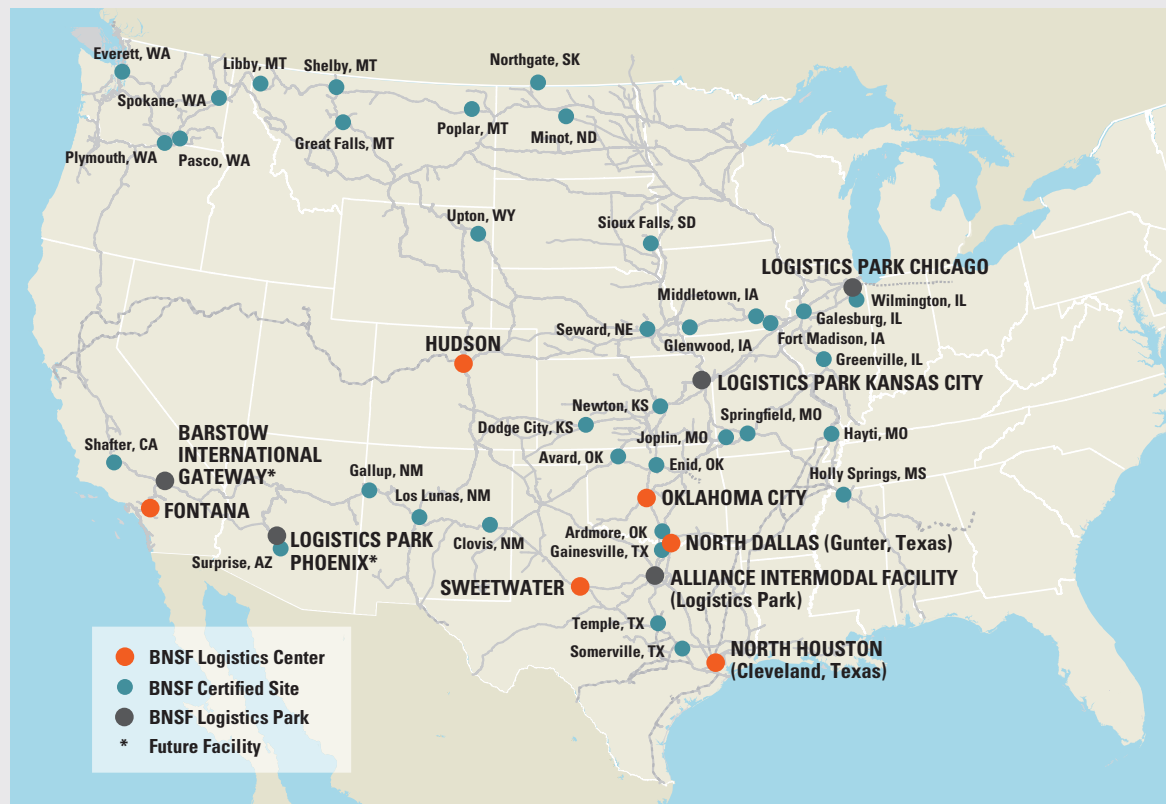 Everett, WA
Libby, MT
Shelby, MT
Northgate, SK
Spokane, WA
Great Falls, MT
Poplar, MT
Minot, ND
Plymouth, WA
Pasco, WA
Upton, WY
Sioux Falls, SD
LOGISTICS PARK CHICAGO
Middletown, IA
Wilmington, IL
Galesburg, IL
Seward, NE
Glenwood, IA
Fort Madison, IA
HUDSON
Greenville, IL
LOGISTICS PARK KANSAS CITY
Newton, KS
Dodge City, KS
Springfield, MO
Joplin, MO
Hayti, MO
Shafter, CA
BARSTOW
INTERNATIONAL
GATEWAY*
Avard, OK
Enid, OK
Gallup, NM
Holly Springs, MS
Los Lunas, NM
FONTANA
OKLAHOMA CITY
Clovis, NM
Ardmore, OK
LOGISTICS PARK
PHOENIX*
Surprise, AZ
Gainesville, TX
NORTH DALLAS (Gunter, Texas)
SWEETWATER
ALLIANCE INTERMODAL FACILITY
(Logistics Park)
Temple, TX
Somerville, TX
NORTH HOUSTON
(Cleveland, Texas)
BNSF Logistics Center
BNSF Certified Site
BNSF Logistics Park
* Future Facility